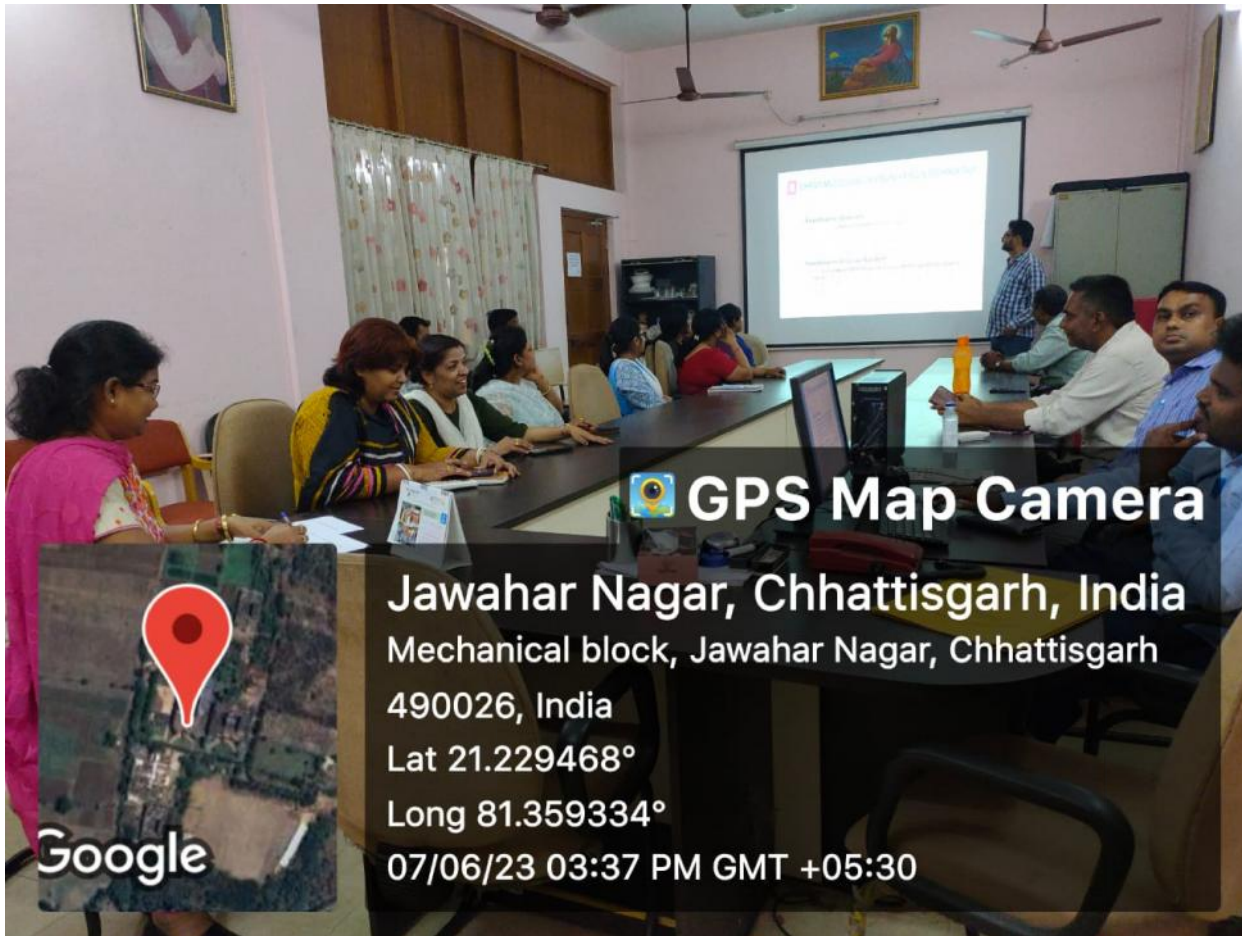 GPS Map Camera
Jawahar Nagar, Chhattisgarh, India
Mechanical block, Jawahar Nagar, Chhattisgarh
490026, India
Lat 21.229468°
Long 81.359334°
07/06/23 03:37 PM GMT +05:30
Google